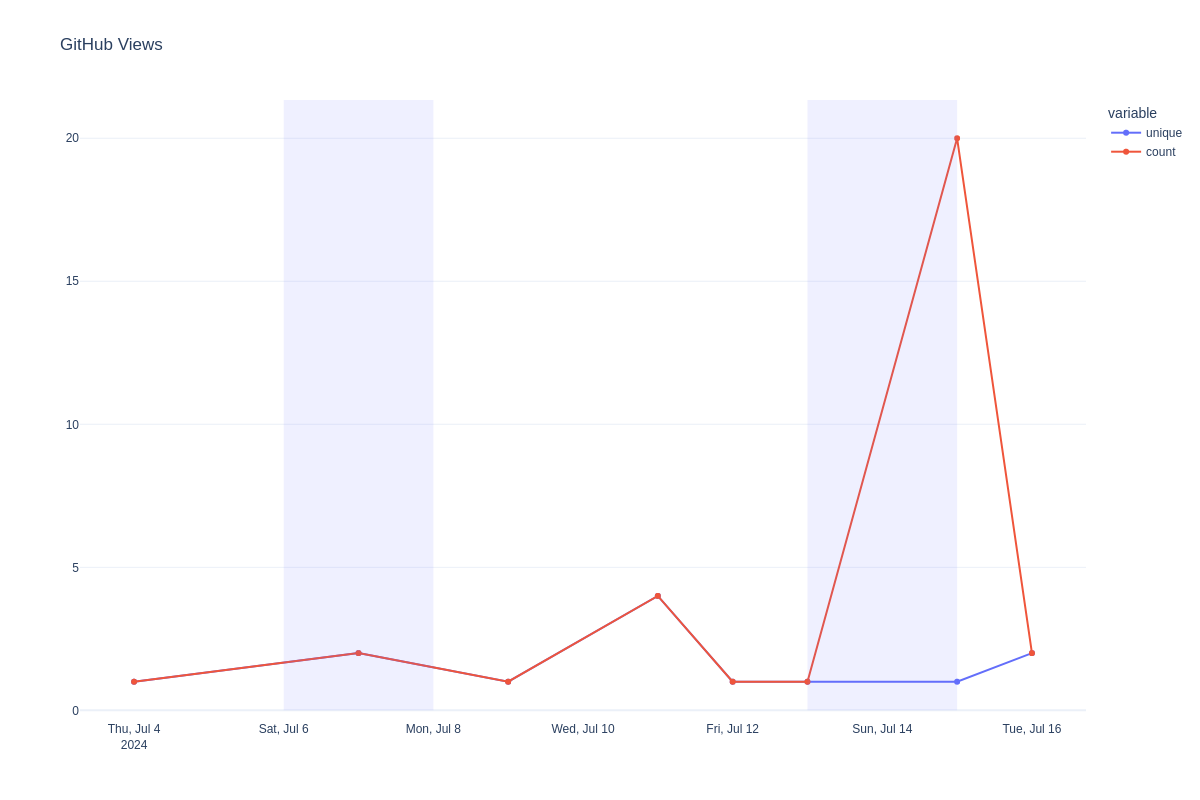 GitHub Views
variable
unique
count
20
15
10
5
0
Thu, Jul 4
2024
Sat, Jul 6
Mon, Jul 8
Wed, Jul 10
Fri, Jul 12
Sun, Jul 14
Tue, Jul 16